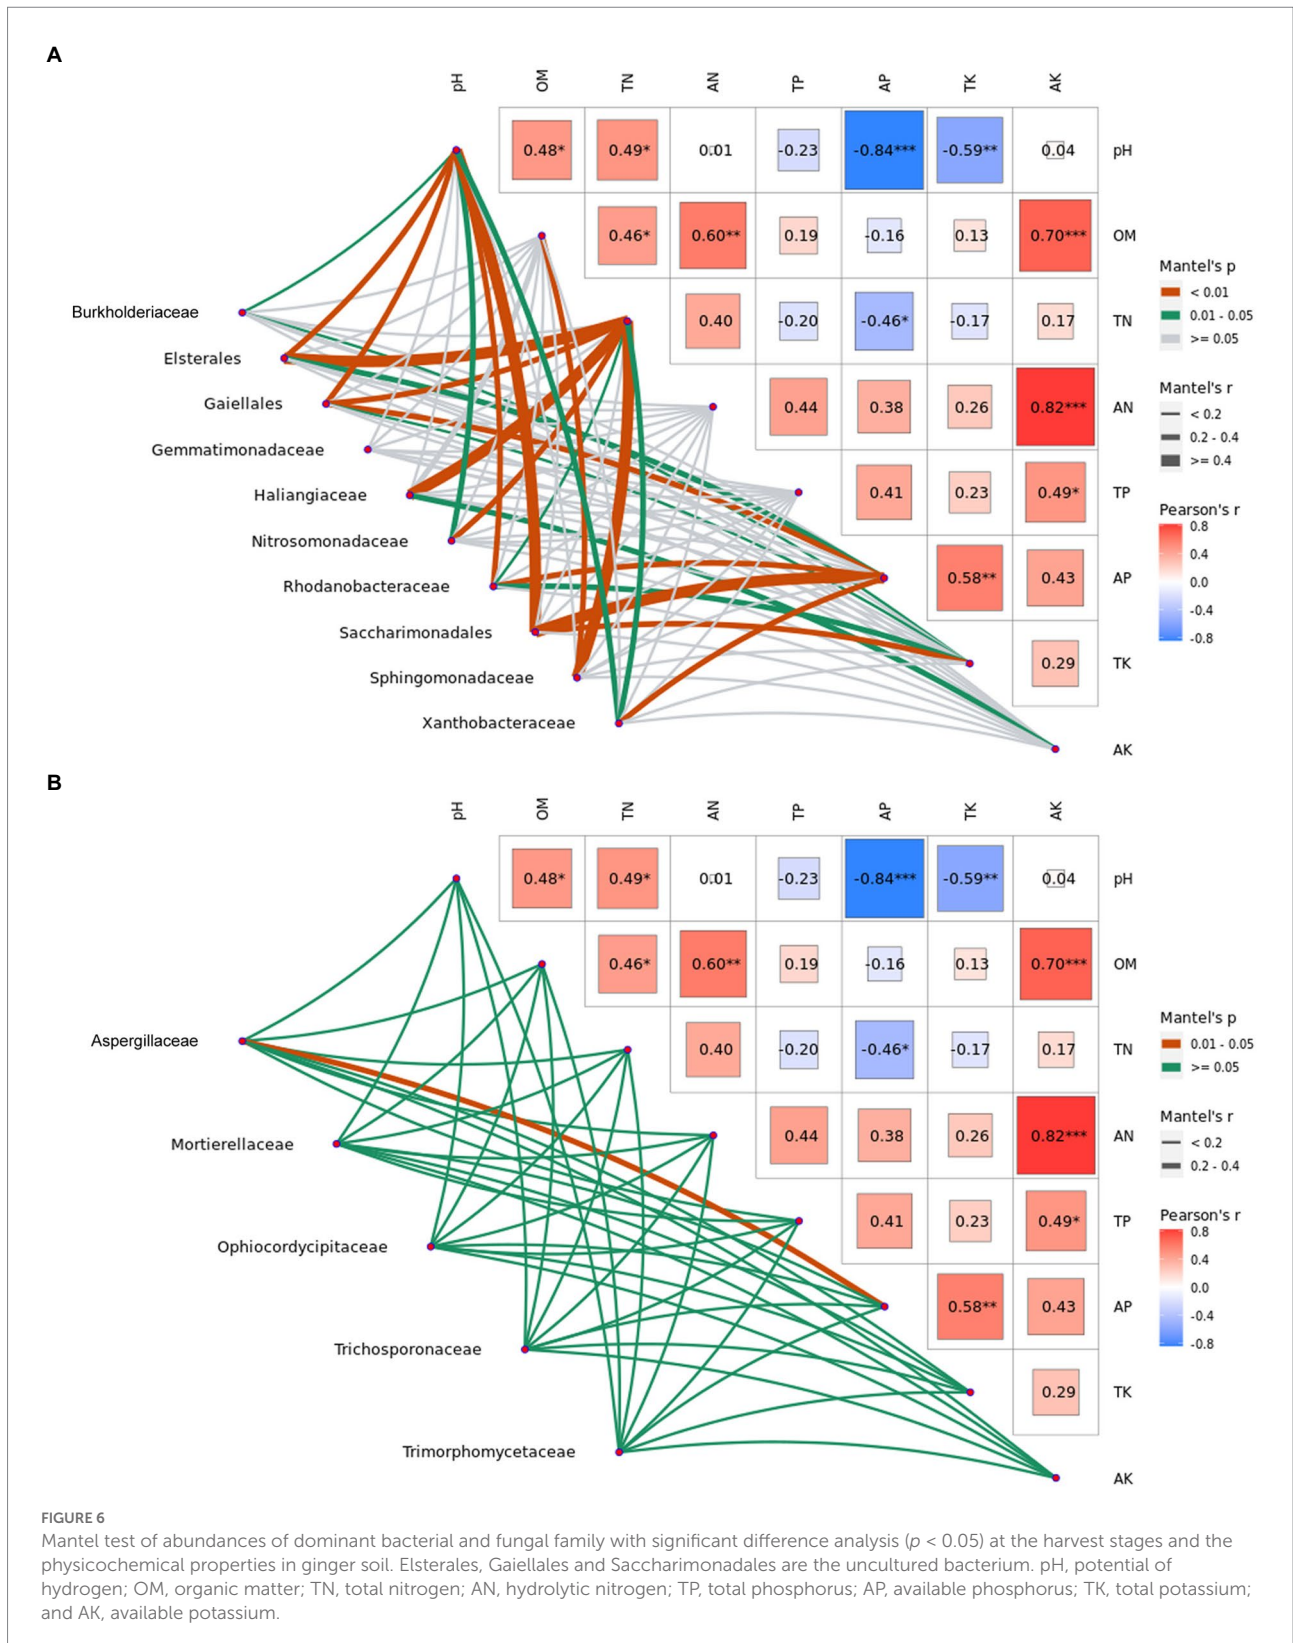 A
pH OM TN AN TP AP TK AK
0.48* 0.49* 0.01 -0.23 -0.84*** -0.59** 0.04 pH
0.46* 0.60** 0.19 -0.16 0.13 0.70*** OM
0.40 -0.20 -0.46* -0.17 0.17 TN
0.44 0.38 0.26 0.82*** AN
0.41 0.23 0.49* TP
0.58** 0.43 AP
0.29 TK
AK
Burkholderiaceae
Elsterales
Gaiellales
Gemmatimonadaceae
Haliangiaceae
Nitrosomonadaceae
Rhodanobacteraceae
Saccharimonadales
Sphingomonadaceae
Xanthobacteraceae
Mantel's p
< 0.01
0.01 - 0.05
>= 0.05
Mantel's r
< 0.2
0.2 - 0.4
>= 0.4
Pearson's r
0.8
0.4
0.0
-0.4
-0.8
B
pH OM TN AN TP AP TK AK
0.48* 0.49* 0.01 -0.23 -0.84*** -0.59** 0.04 pH
0.46* 0.60** 0.19 -0.16 0.13 0.70*** OM
0.40 -0.20 -0.46* -0.17 0.17 TN
0.44 0.38 0.26 0.82*** AN
0.41 0.23 0.49* TP
0.58** 0.43 AP
0.29 TK
AK
Aspergillaceae
Mortierellaceae
Ophiocordycipitaceae
Trichosporonaceae
Trimorphomycetaceae
Mantel's p
0.01 - 0.05
>= 0.05
Mantel's r
< 0.2
0.2 - 0.4
Pearson's r
0.8
0.4
0.0
-0.4
-0.8
FIGURE 6
Mantel test of abundances of dominant bacterial and fungal family with significant difference analysis (p < 0.05) at the harvest stages and the
physicochemical properties in ginger soil. Elsterales, Gaiellales and Saccharimonadales are the uncultured bacterium. pH, potential of
hydrogen; OM, organic matter; TN, total nitrogen; AN, hydrolytic nitrogen; TP, total phosphorus; AP, available phosphorus; TK, total potassium;
and AK, available potassium.